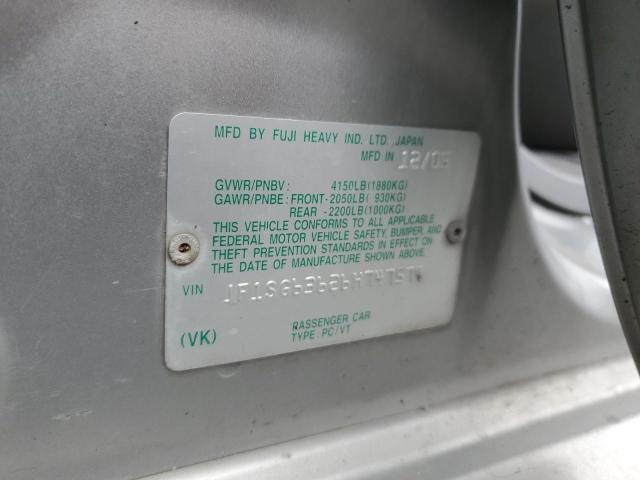 MFD BY FUJI HEAVY IND. LTD. JAPAN
MFD IN 12/05
GVWR/PNBV: 4150LB(1880KG)
GAWR/PNBE: FRONT-2050LB( 930KG)
REAR -2200LB(1000KG)
THIS VEHICLE CONFORMS TO ALL APPLICABLE
FEDERAL MOTOR VEHICLE SAFETY, BUMPER, AND
THEFT PREVENTION STANDARDS IN EFFECT ON
THE DATE OF MANUFACTURE SHOWN ABOVE.
VIN
PASSENGER CAR
(VK) TYPE: PC/VT